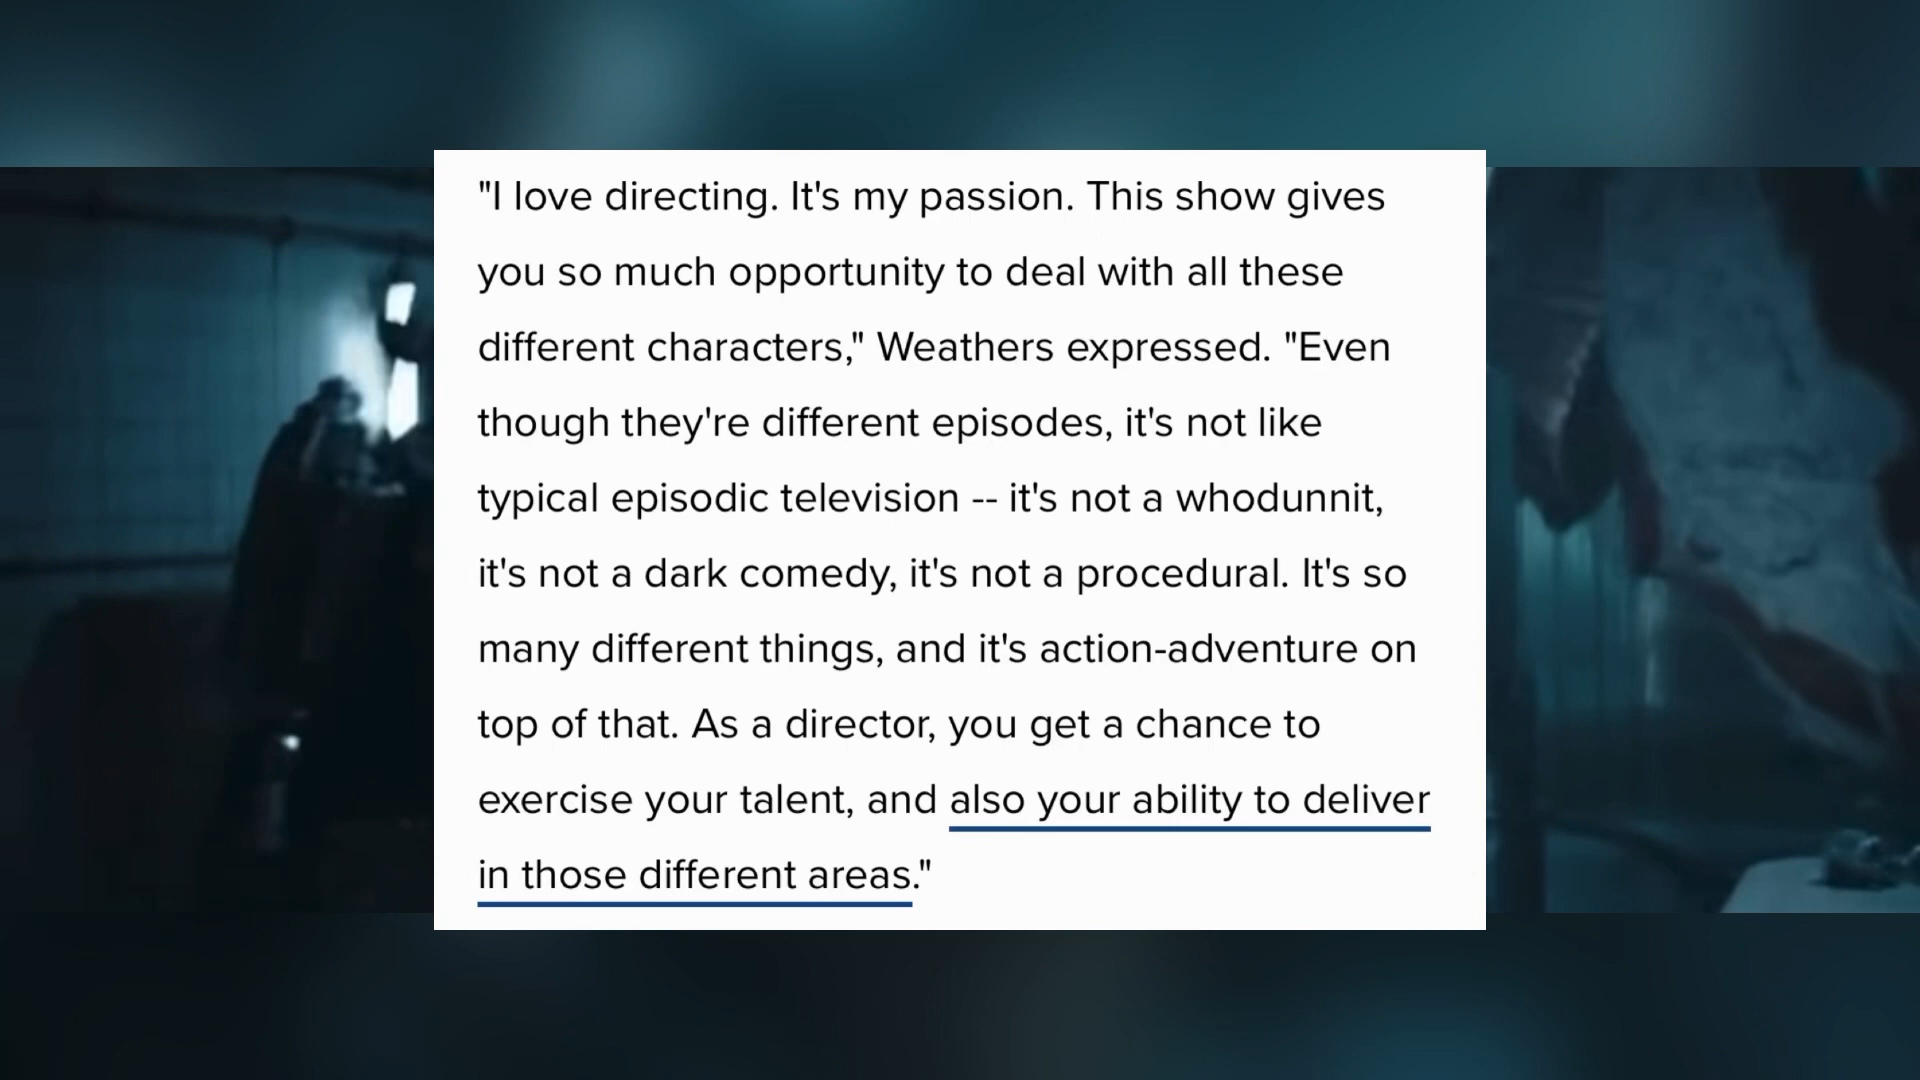 "I love directing. It's my passion. This show gives
you so much opportunity to deal with all these
different characters," Weathers expressed. "Even
though they're different episodes, it's not like
typical episodic television -- it's not a whodunnit,
it's not a dark comedy, it's not a procedural. It's so
many different things, and it's action-adventure on
top of that. As a director, you get a chance to
exercise your talent, and also your ability to deliver
in those different areas."